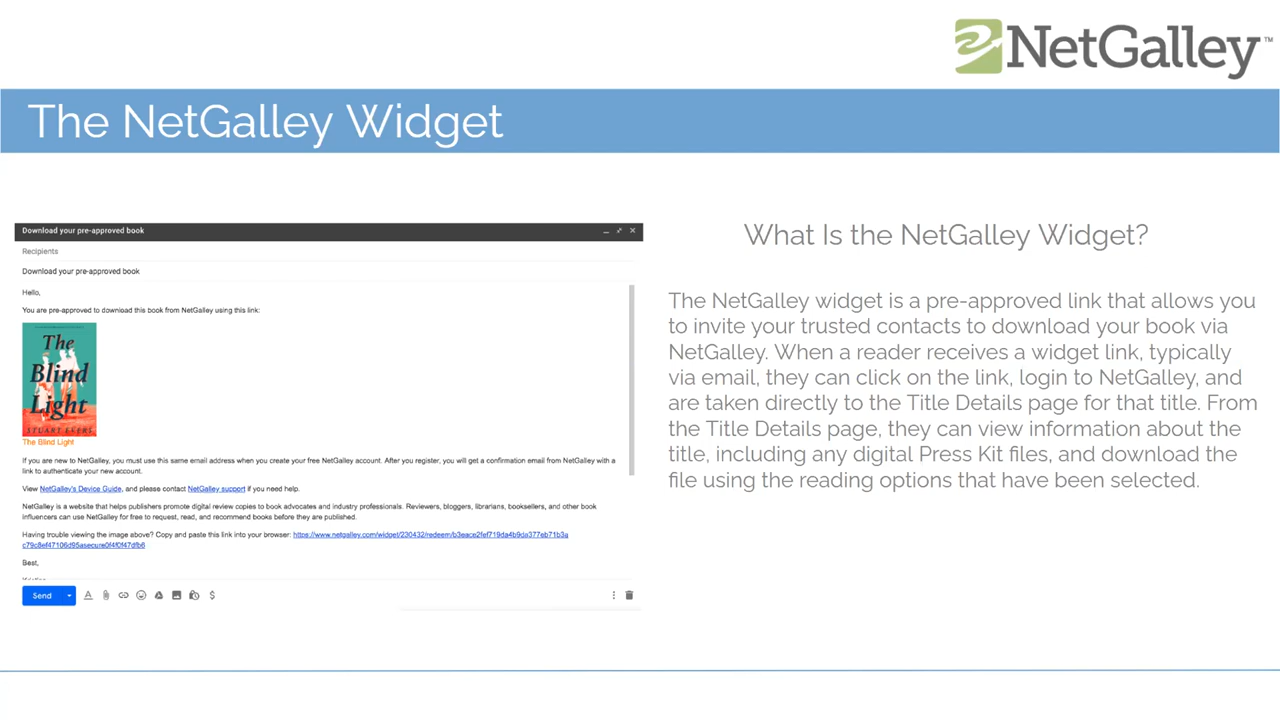 NetGalley™
The NetGalley Widget
Download your pre-approved book
Recipients
Download your pre-approved book
Hello,
You are pre-approved to download this book from NetGalley using this link:
The
Blind
Light
STUART EVERS
The Blind Light
If you are new to NetGalley, you must use this same email address when you create your free NetGalley account. After you register, you will get a confirmation email from NetGalley with a
link to authenticate your new account.
View NetGalley's Device Guide, and please contact NetGalley support if you need help.
NetGalley is a website that helps publishers promote digital review copies to book advocates and industry professionals. Reviewers, bloggers, librarians, booksellers, and other book
influencers can use NetGalley for free to request, read, and recommend books before they are published.
Having trouble viewing the image above? Copy and paste this link into your browser: https://www.netgalley.com/widget/230432/redeem/b3eace2fef719da4b9da377eb71b3a
c79c8ef47106d95asecure0f4f0f47dfb6
Best,
Send
What Is the NetGalley Widget?
The NetGalley widget is a pre-approved link that allows you
to invite your trusted contacts to download your book via
NetGalley. When a reader receives a widget link, typically
via email, they can click on the link, login to NetGalley, and
are taken directly to the Title Details page for that title. From
the Title Details page, they can view information about the
title, including any digital Press Kit files, and download the
file using the reading options that have been selected.